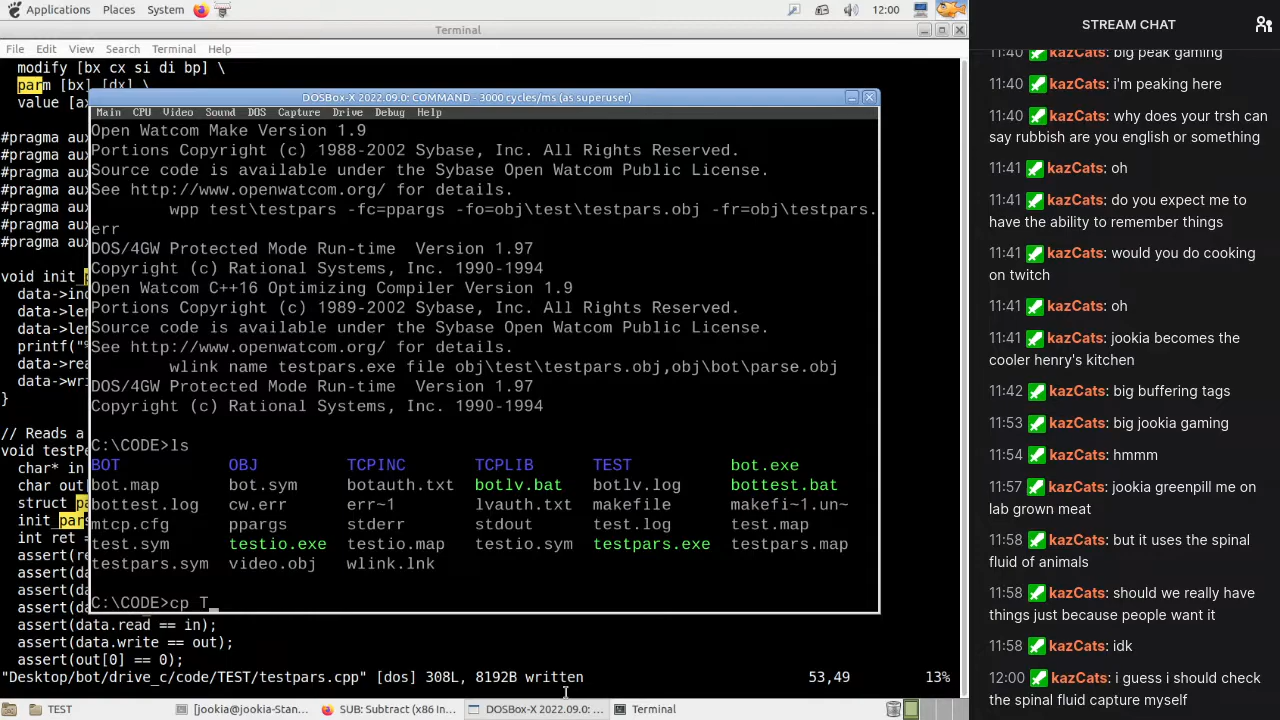 Applications Places System 12:00
Terminal
File Edit View Search Terminal Help
modify [bx cx si di bp] \
parm [bx] [dx] \
value [ax
#pragma aux
#pragma aux
#pragma aux
#pragma aux
#pragma aux
#pragma aux
#pragma aux
void init_
data->in
data->le
data->le
printf("%
data->rea
data->wri
}
// Reads a
void testPe
char* in
char out[
struct pa
init_pars
int ret =
assert(re
assert(da
assert(da
assert(da
assert(data.read == in);
assert(data.write == out);
assert(out[0] == 0);
"Desktop/bot/drive_c/code/TEST/testpars.cpp" [dos] 308L, 8192B written 53,49 13%
DOSBox-X 2022.09.0: COMMAND - 3000 cycles/ms (as superuser)
Main CPU Video Sound DOS Capture Drive Debug Help
Open Watcom Make Version 1.9
Portions Copyright (c) 1988-2002 Sybase, Inc. All Rights Reserved.
Source code is available under the Sybase Open Watcom Public License.
See http://www.openwatcom.org/ for details.
wpp test\testpars -fc=ppargs -fo=obj\test\testpars.obj -fr=obj\testpars.
err
DOS/4GW Protected Mode Run-time Version 1.97
Copyright (c) Rational Systems, Inc. 1990-1994
Open Watcom C++16 Optimizing Compiler Version 1.9
Portions Copyright (c) 1989-2002 Sybase, Inc. All Rights Reserved.
Source code is available under the Sybase Open Watcom Public License.
See http://www.openwatcom.org/ for details.
wlink name testpars.exe file obj\test\testpars.obj,obj\bot\parse.obj
DOS/4GW Protected Mode Run-time Version 1.97
Copyright (c) Rational Systems, Inc. 1990-1994
C:\CODE>ls
BOT OBJ TCPINC TCPLIB TEST bot.exe
bot.map bot.sym botauth.txt botlv.bat botlv.log bottest.bat
bottest.log cw.err err~1 lvauth.txt makefile makefi~1.un~
mtcp.cfg ppargs stderr stdout test.log test.map
test.sym testio.exe testio.map testio.sym testpars.exe testpars.map
testpars.sym video.obj wlink.lnk
C:\CODE>cp T_
TEST [jookia@jookia-Stan... SUB: Subtract (x86 In... DOSBox-X 2022.09.0: ... Terminal
STREAM CHAT
11:40 kazCats: big peak gaming
11:40 kazCats: i'm peaking here
11:40 kazCats: why does your trsh can
say rubbish are you english or something
11:41 kazCats: oh
11:41 kazCats: do you expect me to
have the ability to remember things
11:41 kazCats: would you do cooking
on twitch
11:41 kazCats: oh
11:41 kazCats: jookia becomes the
cooler henry's kitchen
11:42 kazCats: big buffering tags
11:53 kazCats: big jookia gaming
11:54 kazCats: hmmm
11:57 kazCats: jookia greenpill me on
lab grown meat
11:58 kazCats: but it uses the spinal
fluid of animals
11:58 kazCats: should we really have
things just because people want it
11:58 kazCats: idk
12:00 kazCats: i guess i should check
the spinal fluid capture myself